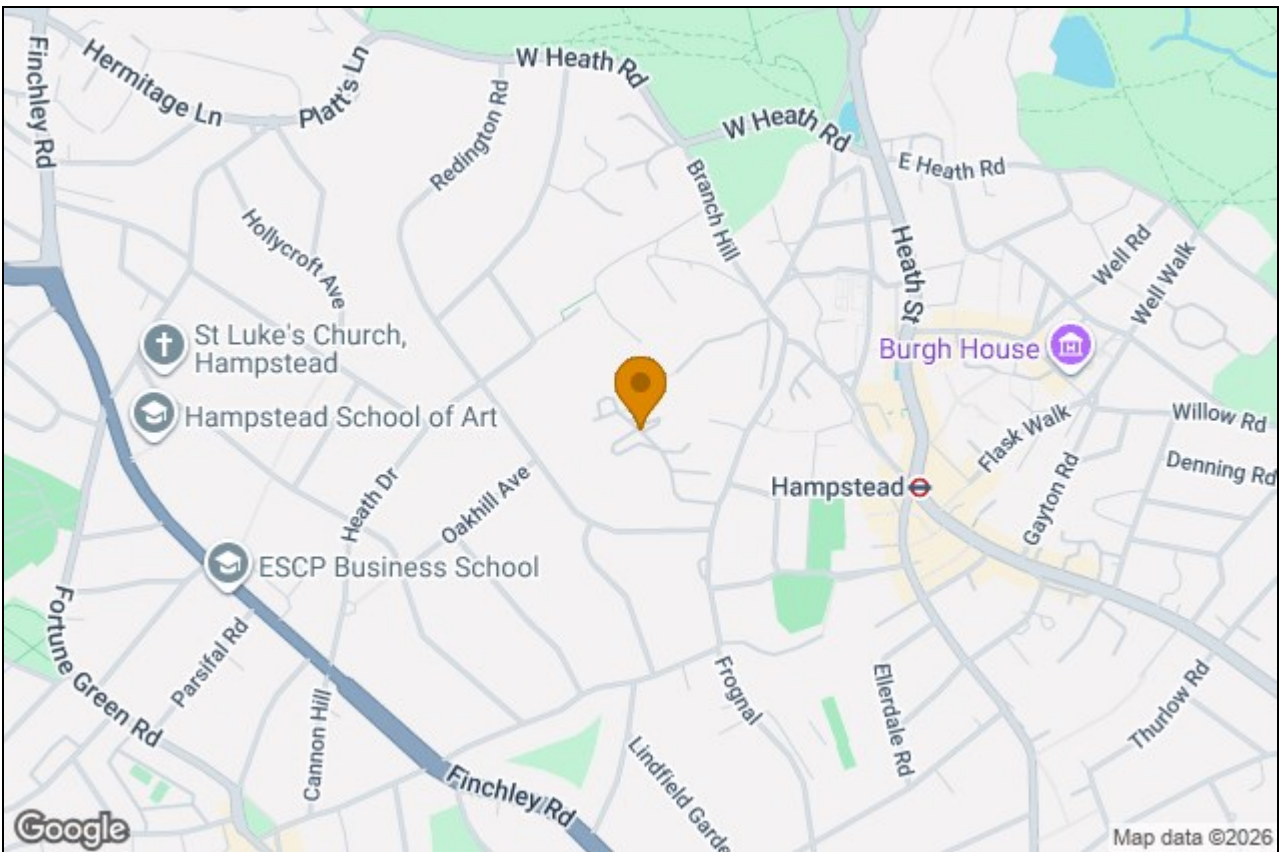 Finchley Rd
Hermitage Ln
Platt's Ln
W Heath Rd
Redington Rd
W Heath Rd
E Heath Rd
Branch Hill
Hollycroft Ave
Heath St
Well Rd
Well Walk
St Luke's Church,
Hampstead
Burgh House
Hampstead School of Art
Willow Rd
Flask Walk
Denning Rd
Heath Dr
Oakhill Ave
Hampstead
Gayton Rd
ESCP Business School
Fortune Green Rd
Parsifal Rd
Cannon Hill
Frognal
Ellerdale Rd
Thurlow Rd
Lindfield Garde
Finchley Rd
Google
Map data ©2026